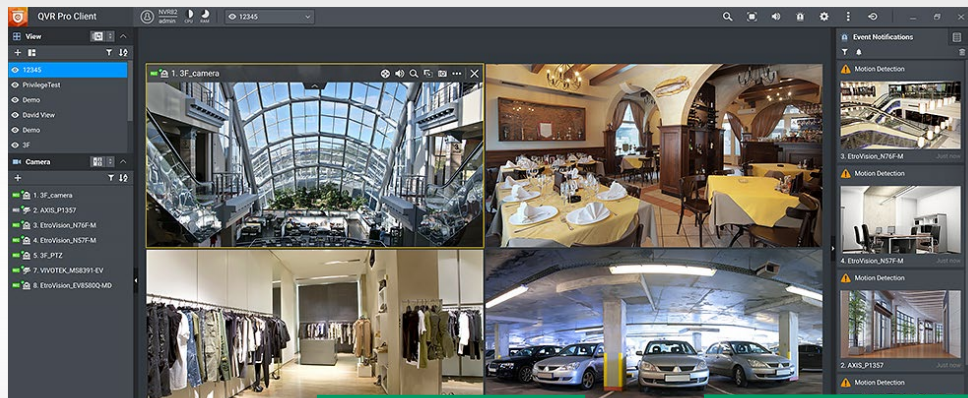 QVR Pro Client
NVR82
admin
CPU
RAM
12345
View
12345
PrivilegeTest
Demo
David View
Demo
3F
Camera
1. 3F_camera
2. AXIS_P1357
3. EtroVision_N76F-M
4. EtroVision_N57F-M
5. 3F_PTZ
7. VIVOTEK_MS8391-EV
8. EtroVision_EV8580Q-MD
1. 3F_camera
Event Notifications
Motion Detection
3. EtroVision_N76F-M
Just now
Motion Detection
4. EtroVision_N57F-M
Just now
Motion Detection
2. AXIS_P1357
Just now
Motion Detection